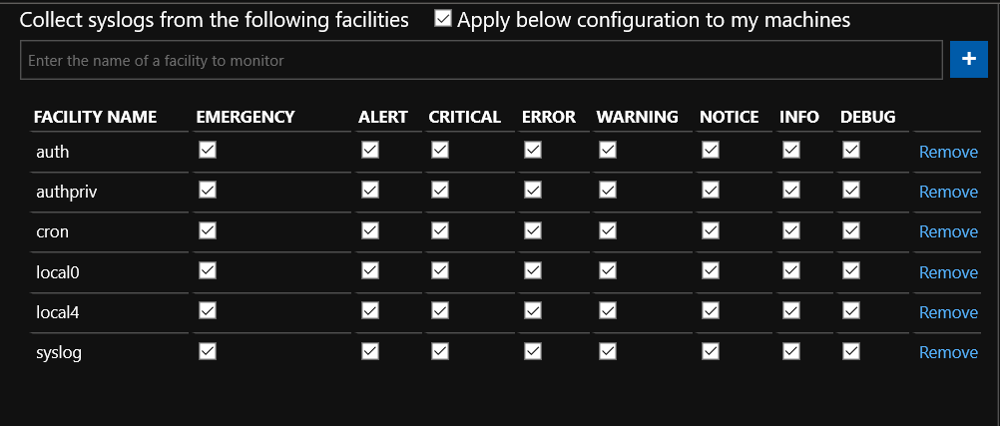 Collect syslogs from the following facilities Apply below configuration to my machines
Enter the name of a facility to monitor +
FACILITY NAME EMERGENCY ALERT CRITICAL ERROR WARNING NOTICE INFO DEBUG
auth Remove
authpriv Remove
cron Remove
local0 Remove
local4 Remove
syslog Remove